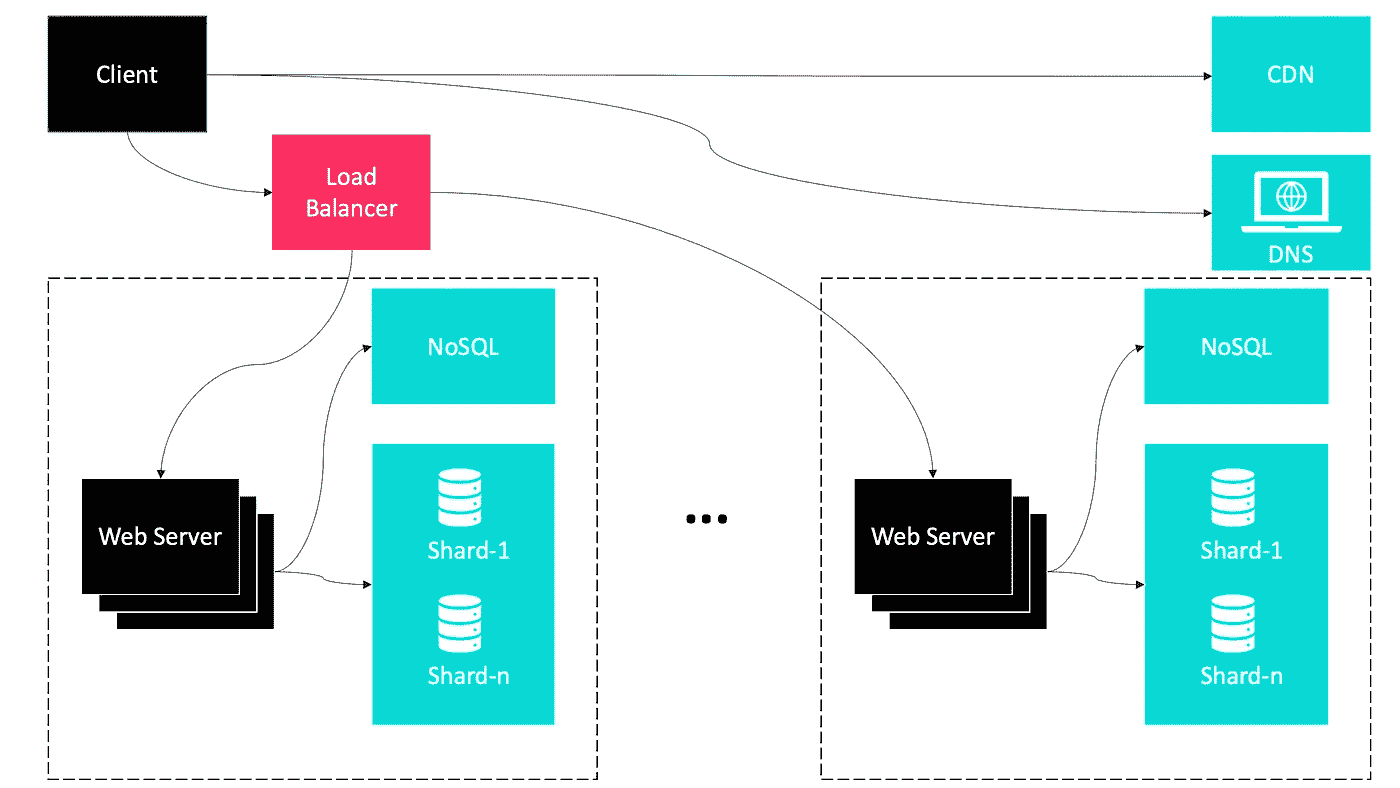 Client
CDN
Load
Balancer
DNS
NoSQL
NoSQL
Web Server
Shard-1
Shard-n
...
Web Server
Shard-1
Shard-n